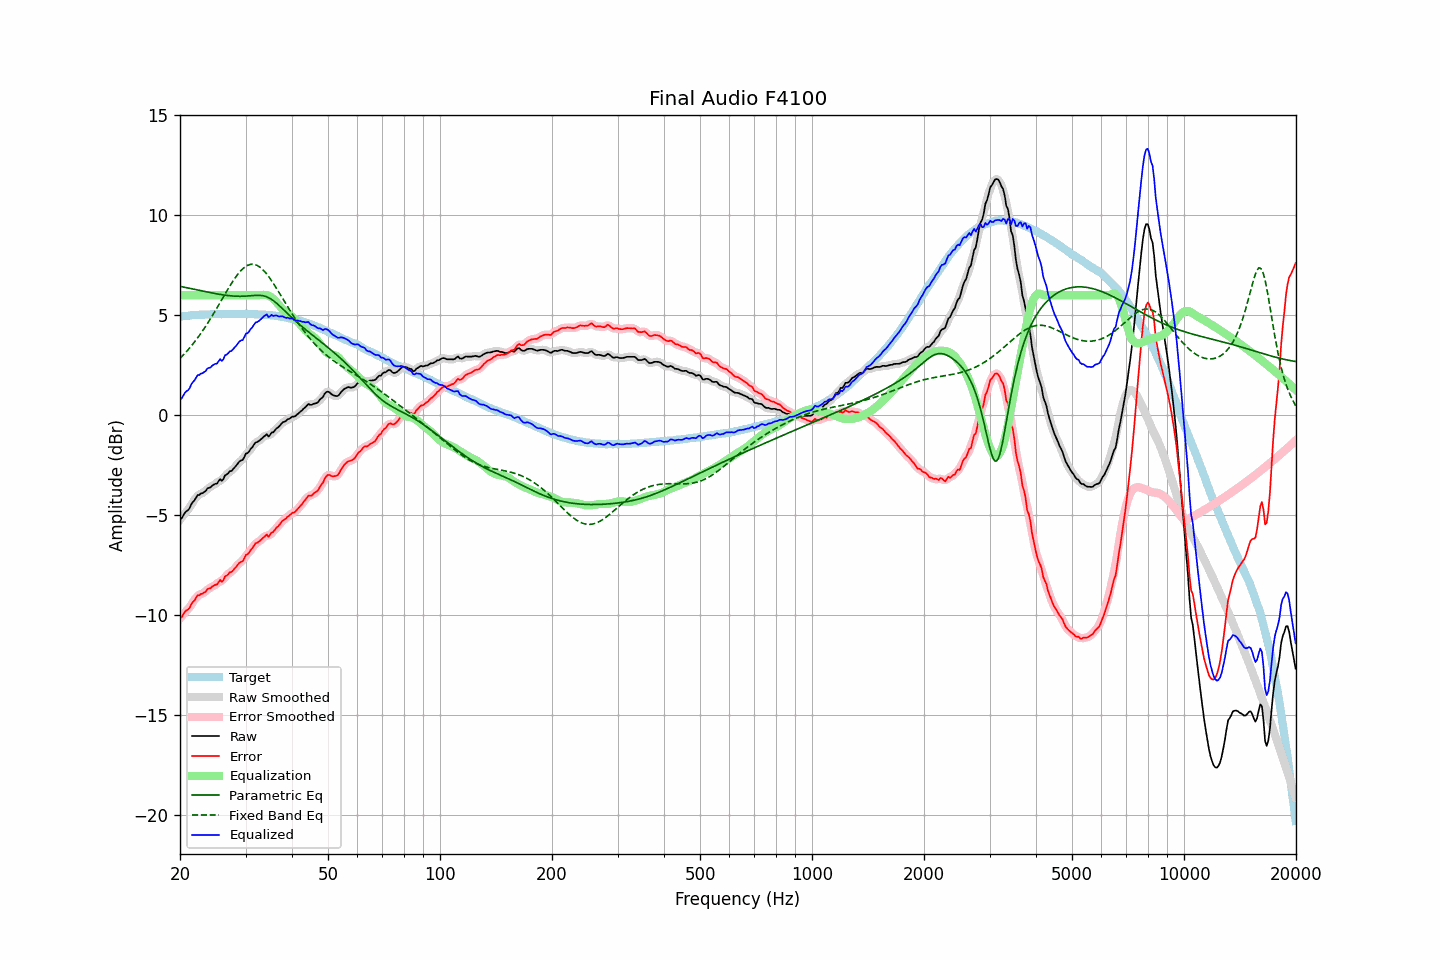 Final Audio F4100
15
10
5
0
−5
−10
−15
−20
Amplitude (dBr)
Target
Raw Smoothed
Error Smoothed
Raw
Error
Equalization
Parametric Eq
Fixed Band Eq
Equalized
20 50 100 200 500 1000 2000 5000 10000 20000
Frequency (Hz)